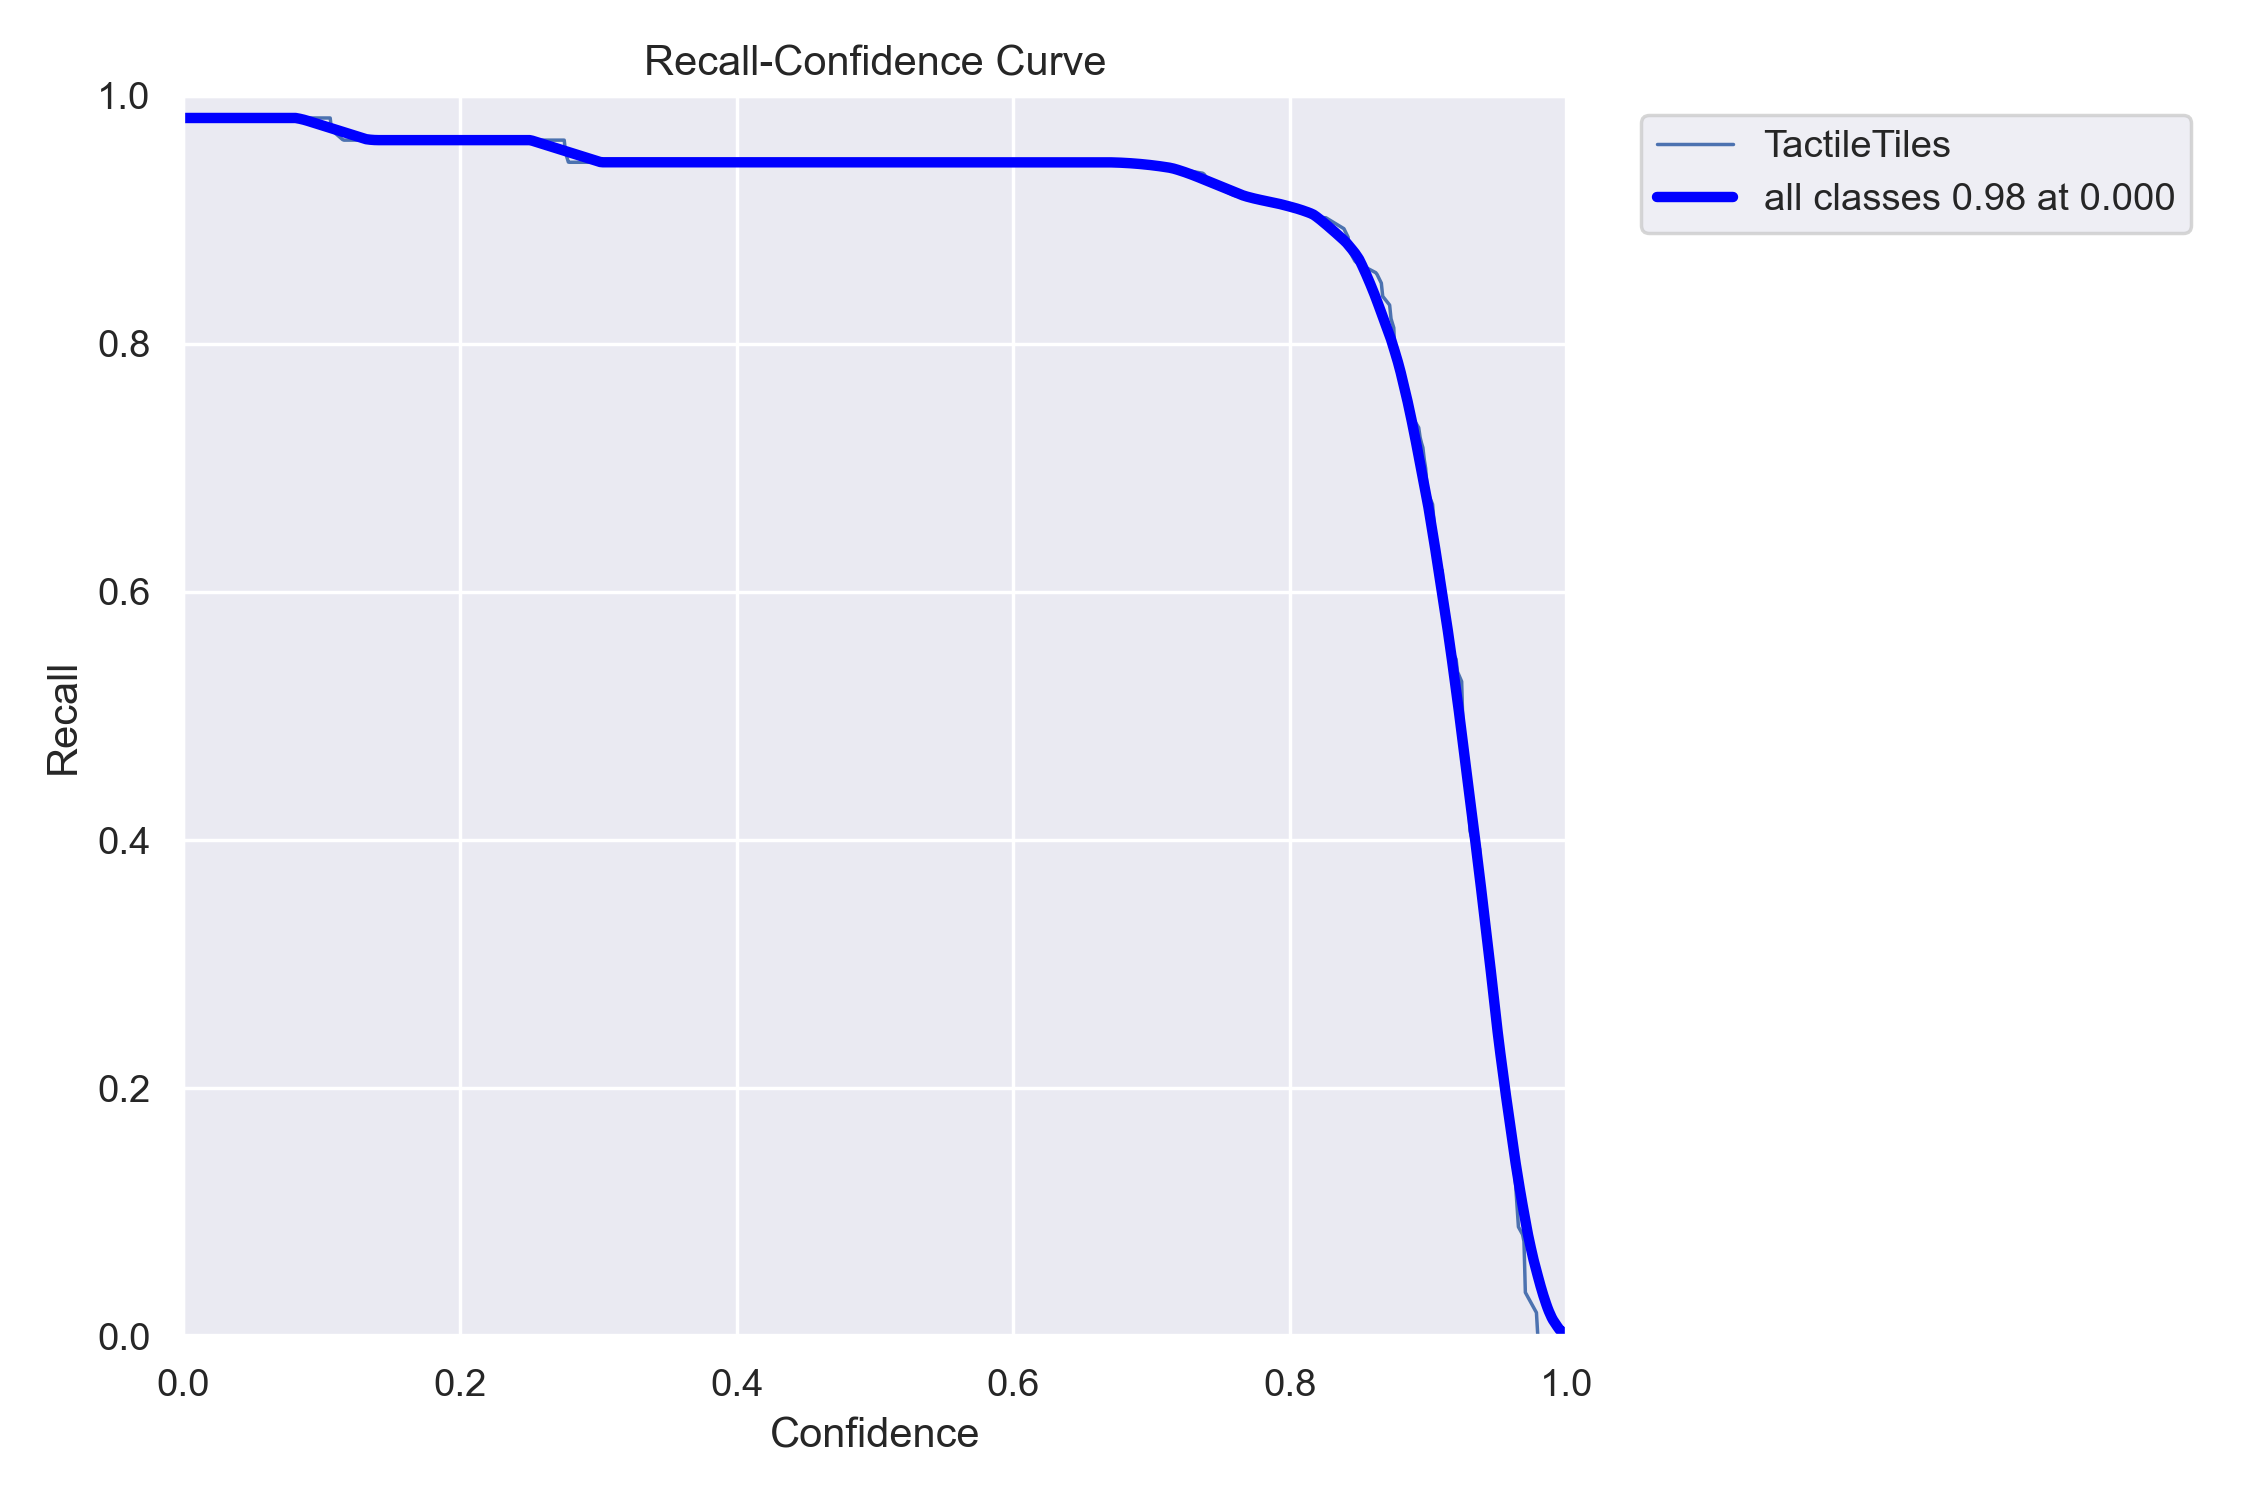 Recall-Confidence Curve
1.0
0.8
0.6
0.4
0.2
0.0
Recall
0.0 0.2 0.4 0.6 0.8 1.0
Confidence
TactileTiles
all classes 0.98 at 0.000